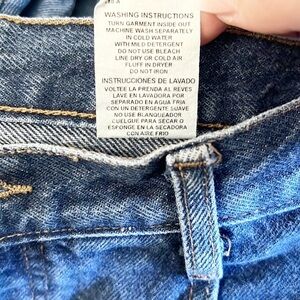 WASHING INSTRUCTIONS
TURN GARMENT INSIDE OUT
MACHINE WASH SEPARATELY
IN COLD WATER
WITH MILD DETERGENT
DO NOT USE BLEACH
LINE DRY OR COLD AIR
FLUFF IN DRYER
DO NOT IRON
INSTRUCCIONES DE LAVADO
VOLTEE LA PRENDA AL REVES
LAVE EN LAVADORA POR
SEPARADO EN AGUA FRIA
CON UN DETERGENTE SUAVE
NO USE BLANQUEADOR
CUELGUE PARA SECAR O
ESPONGE EN LA SECADORA
CON AIRE FRIO